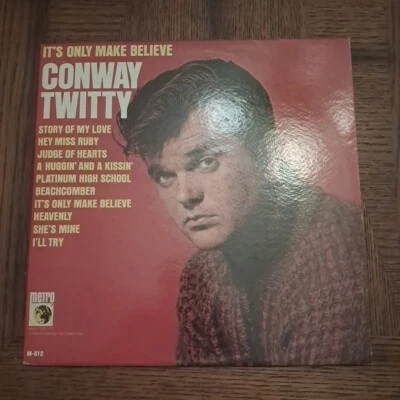 IT'S ONLY MAKE BELIEVE
CONWAY
TWITTY
STORY OF MY LOVE
HEY MISS RUBY
JUDGE OF HEARTS
A HUGGIN' AND A KISSIN'
PLATINUM HIGH SCHOOL
BEACHCOMBER
IT'S ONLY MAKE BELIEVE
HEAVENLY
SHE'S MINE
I'LL TRY
metro
M-512